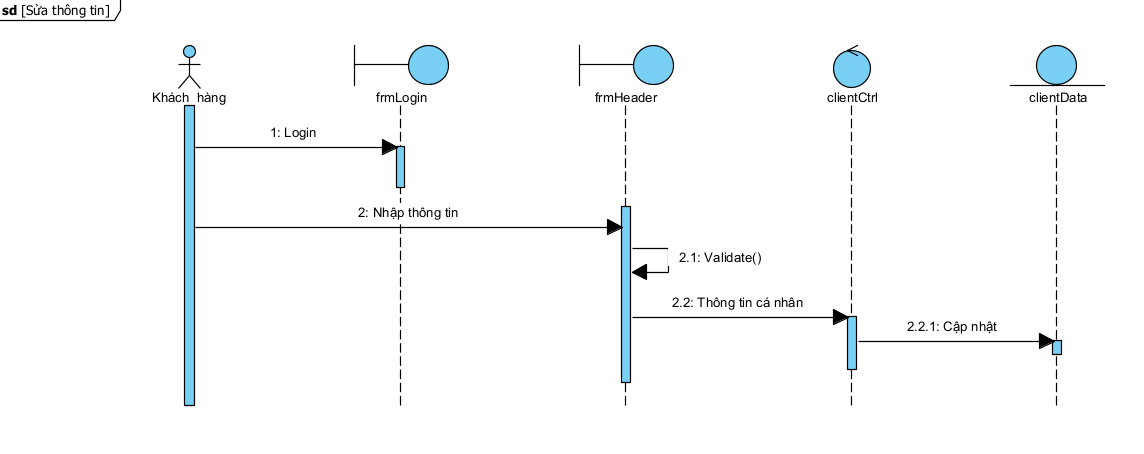 sd [Sửa thông tin]
Khách hàng
frmLogin
frmHeader
clientCtrl
clientData
1: Login
2: Nhập thông tin
2.1: Validate()
2.2: Thông tin cá nhân
2.2.1: Cập nhật